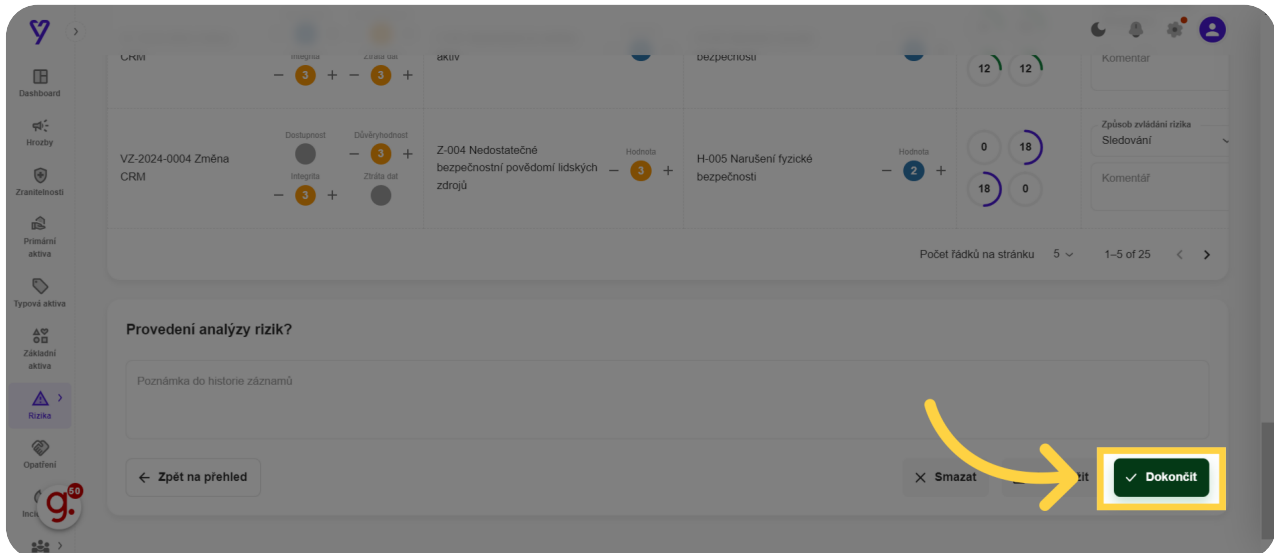 CRM
Integrita
Ztráta dat
3
3
aktiv
bezpečnosti
12
12
Komentář
Dashboard
Hrozby
Zranitelnosti
Primární
aktiva
Typová aktiva
Základní
aktiva
Rizika
Opatření
VZ-2024-0004 Změna
CRM
Dostupnost
Důvěryhodnost
3
Integrita
Ztráta dat
3
Z-004 Nedostatečné
bezpečnostní povědomí lidských
zdrojů
Hodnota
3
H-005 Narušení fyzické
bezpečnosti
Hodnota
2
0
18
18
0
Způsob zvládání rizika
Sledování
Komentář
Počet řádků na stránku 5
1–5 of 25
Provedení analýzy rizik?
Poznámka do historie záznamů
Zpět na přehled
Smazat
Dokončit
g.
50